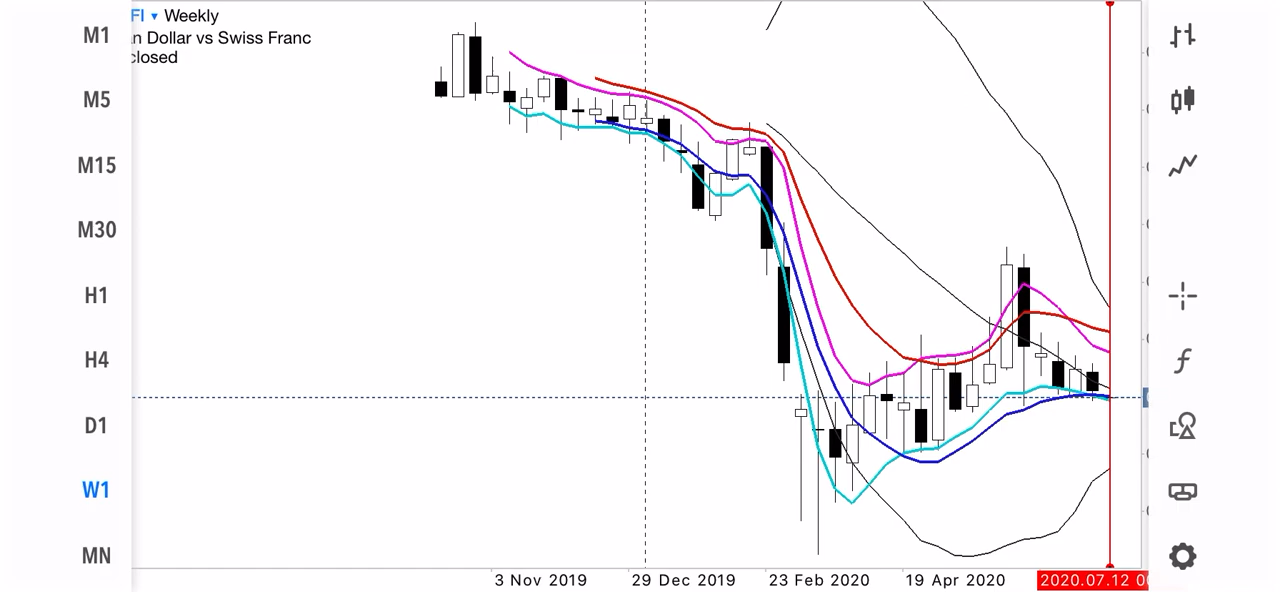 FI ▾ Weekly
n Dollar vs Swiss Franc
closed
M1
M5
M15
M30
H1
H4
D1
W1
MN
3 Nov 2019
29 Dec 2019
23 Feb 2020
19 Apr 2020
2020.07.12 0